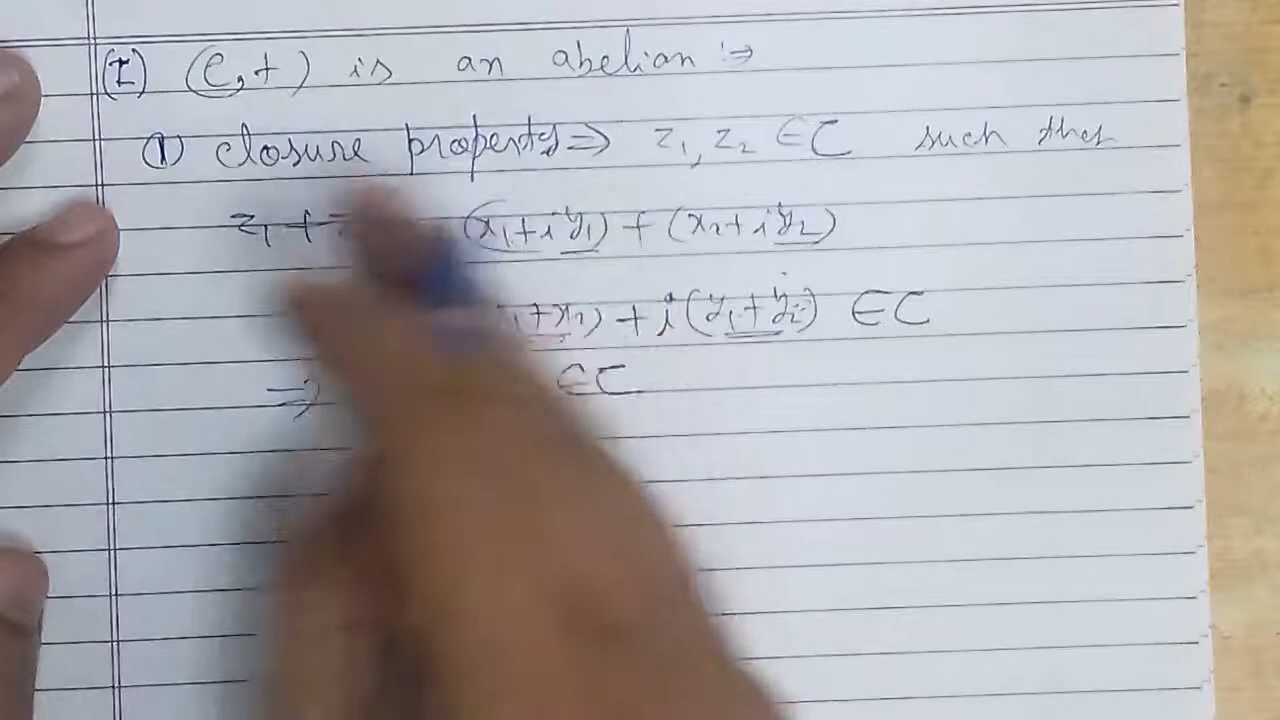 (I) (C, +) is an abelian :⇒
① closure property ⇒ z₁, z₂ ∈ C such that
z₁ + (x₁+iy₁) + (x₂+iy₂)
+x₂) + i(y₁+y₂) ∈ C
⇒ ∈ C